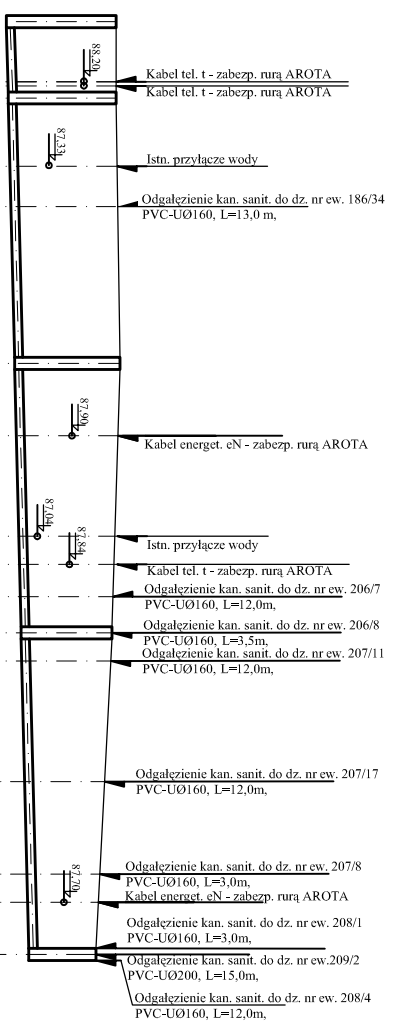 88,20
Kabel tel. t - zabezp. rurą AROTA
Kabel tel. t - zabezp. rurą AROTA
87,33
Istn. przyłącze wody
Odgałęzienie kan. sanit. do dz. nr ew. 186/34
PVC-UØ160, L=13,0 m,
87,90
Kabel energet. eN - zabezp. rurą AROTA
87,04
87,84
Istn. przyłącze wody
Kabel tel. t - zabezp. rurą AROTA
Odgałęzienie kan. sanit. do dz. nr ew. 206/7
PVC-UØ160, L=12,0m,
Odgałęzienie kan. sanit. do dz. nr ew. 206/8
PVC-UØ160, L=3,5m,
Odgałęzienie kan. sanit. do dz. nr ew. 207/11
PVC-UØ160, L=12,0m,
Odgałęzienie kan. sanit. do dz. nr ew. 207/17
PVC-UØ160, L=12,0m,
Odgałęzienie kan. sanit. do dz. nr ew. 207/8
PVC-UØ160, L=3,0m,
87,70
Kabel energet. eN - zabezp. rurą AROTA
Odgałęzienie kan. sanit. do dz. nr ew. 208/1
PVC-UØ160, L=3,0m,
Odgałęzienie kan. sanit. do dz. nr ew.209/2
PVC-UØ200, L=15,0m,
Odgałęzienie kan. sanit. do dz. nr ew. 208/4
PVC-UØ160, L=12,0m,